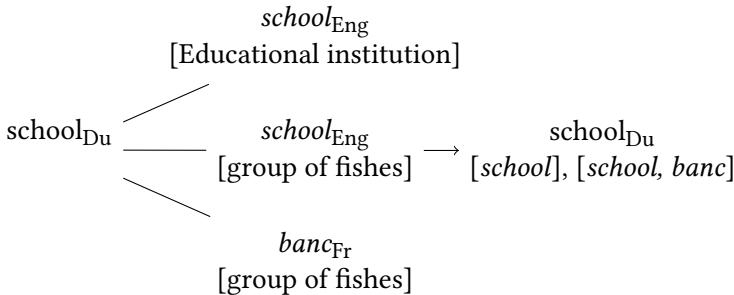 school_Eng
[Educational institution]
school_Du
school_Eng
[group of fishes]
school_Du
[school], [school, banc]
banc_Fr
[group of fishes]